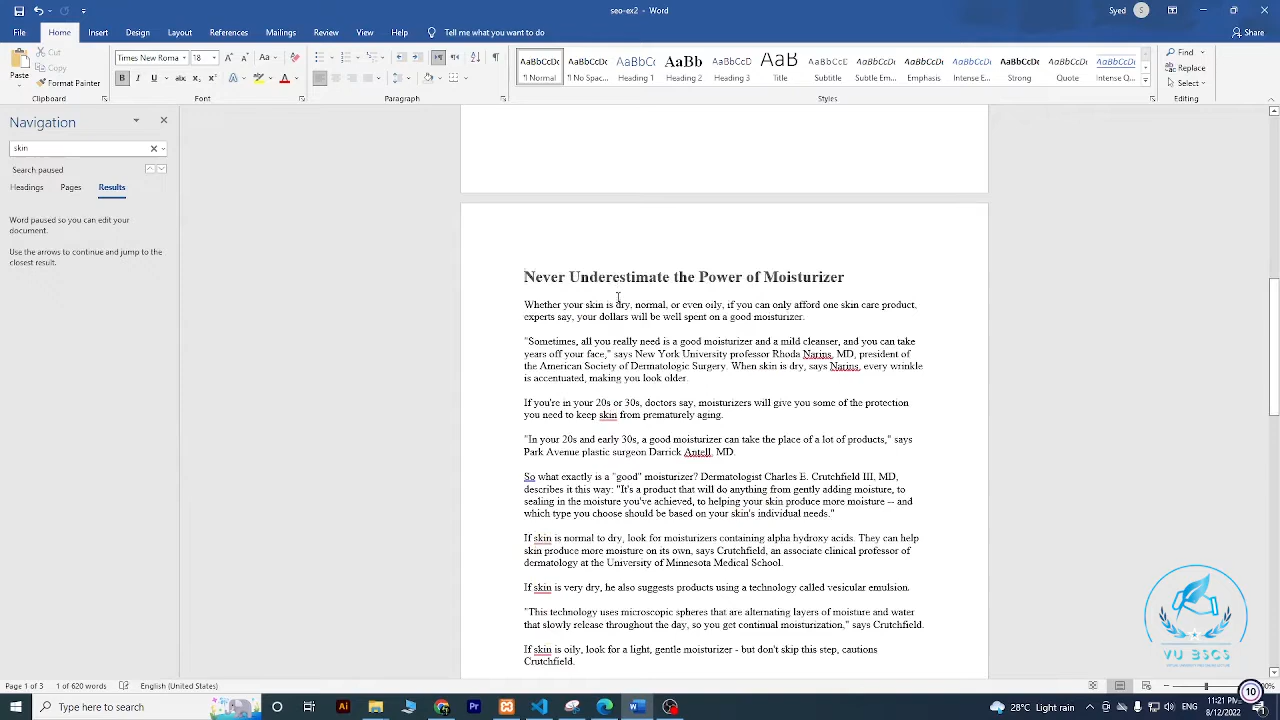 Saved
seo-ex2 - Word
Syed
File
Home
Insert
Design
Layout
References
Mailings
Review
View
Help
Tell me what you want to do
Cut
Copy
Paste
Format Painter
Clipboard
Times New Roma
18
Font
Paragraph
AaBbCcDc
¶ Normal
¶ No Spac...
Heading 1
Heading 2
Heading 3
Title
Subtitle
Subtle Em...
Emphasis
Intense E...
Strong
Quote
Intense Q...
Styles
Find
Replace
Select
Editing
Navigation
skin
Search paused
Headings
Pages
Results
Word paused so you can edit your
document.
Use the arrows to continue and jump to the
closest result.
Never Underestimate the Power of Moisturizer
Whether your skin is dry, normal, or even oily, if you can only afford one skin care product,
experts say, your dollars will be well spent on a good moisturizer.
"Sometimes, all you really need is a good moisturizer and a mild cleanser, and you can take
years off your face," says New York University professor Rhoda Narins, MD, president of
the American Society of Dermatologic Surgery. When skin is dry, says Narins, every wrinkle
is accentuated, making you look older.
If you're in your 20s or 30s, doctors say, moisturizers will give you some of the protection
you need to keep skin from prematurely aging.
"In your 20s and early 30s, a good moisturizer can take the place of a lot of products," says
Park Avenue plastic surgeon Darrick Antell, MD.
So what exactly is a "good" moisturizer? Dermatologist Charles E. Crutchfield III, MD,
describes it this way: "It's a product that will do anything from gently adding moisture, to
sealing in the moisture you've achieved, to helping your skin produce more moisture -- and
which type you choose should be based on your skin's individual needs."
If skin is normal to dry, look for moisturizers containing alpha hydroxy acids. They can help
skin produce more moisture on its own, says Crutchfield, an associate clinical professor of
dermatology at the University of Minnesota Medical School.
If skin is very dry, he also suggests products using a technology called vesicular emulsion.
"This technology uses microscopic spheres that are alternating layers of moisture and water
that slowly release throughout the day, so you get continual moisturization," says Crutchfield.
If skin is oily, look for a light, gentle moisturizer - but don't skip this step, cautions
Crutchfield.
VU BSCS
Page 1 of 3
1 of 620 words
English (United States)
Type here to search
28°C Light rain
11:21 PM
10